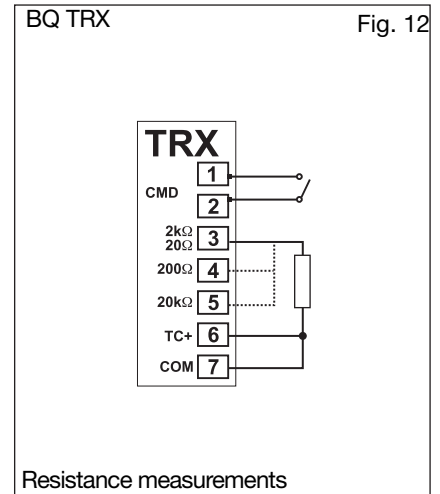 BQ TRX
Fig. 12
TRX
1
CMD
2
2kΩ
20Ω
3
200Ω 4
20kΩ 5
TC+ 6
COM 7
Resistance measurements